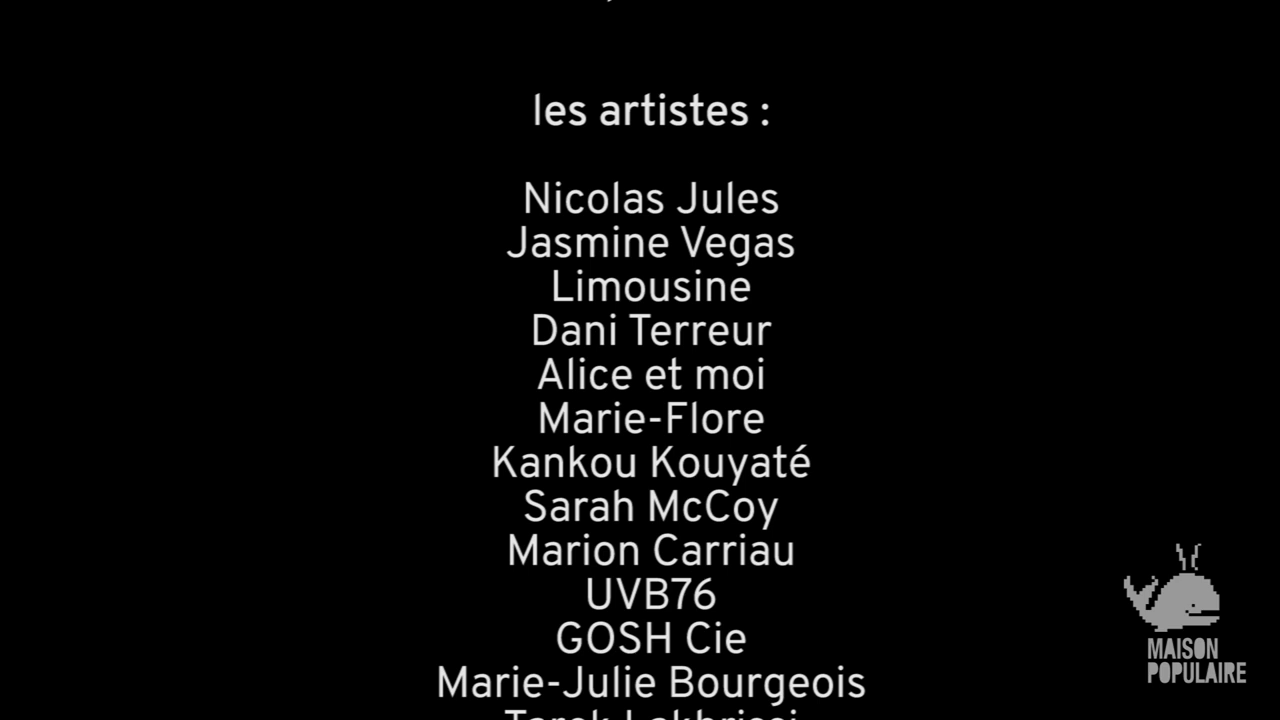 les artistes :
Nicolas Jules
Jasmine Vegas
Limousine
Dani Terreur
Alice et moi
Marie-Flore
Kankou Kouyaté
Sarah McCoy
Marion Carriau
UVB76
GOSH Cie
Marie-Julie Bourgeois
MAISON
POPULAIRE